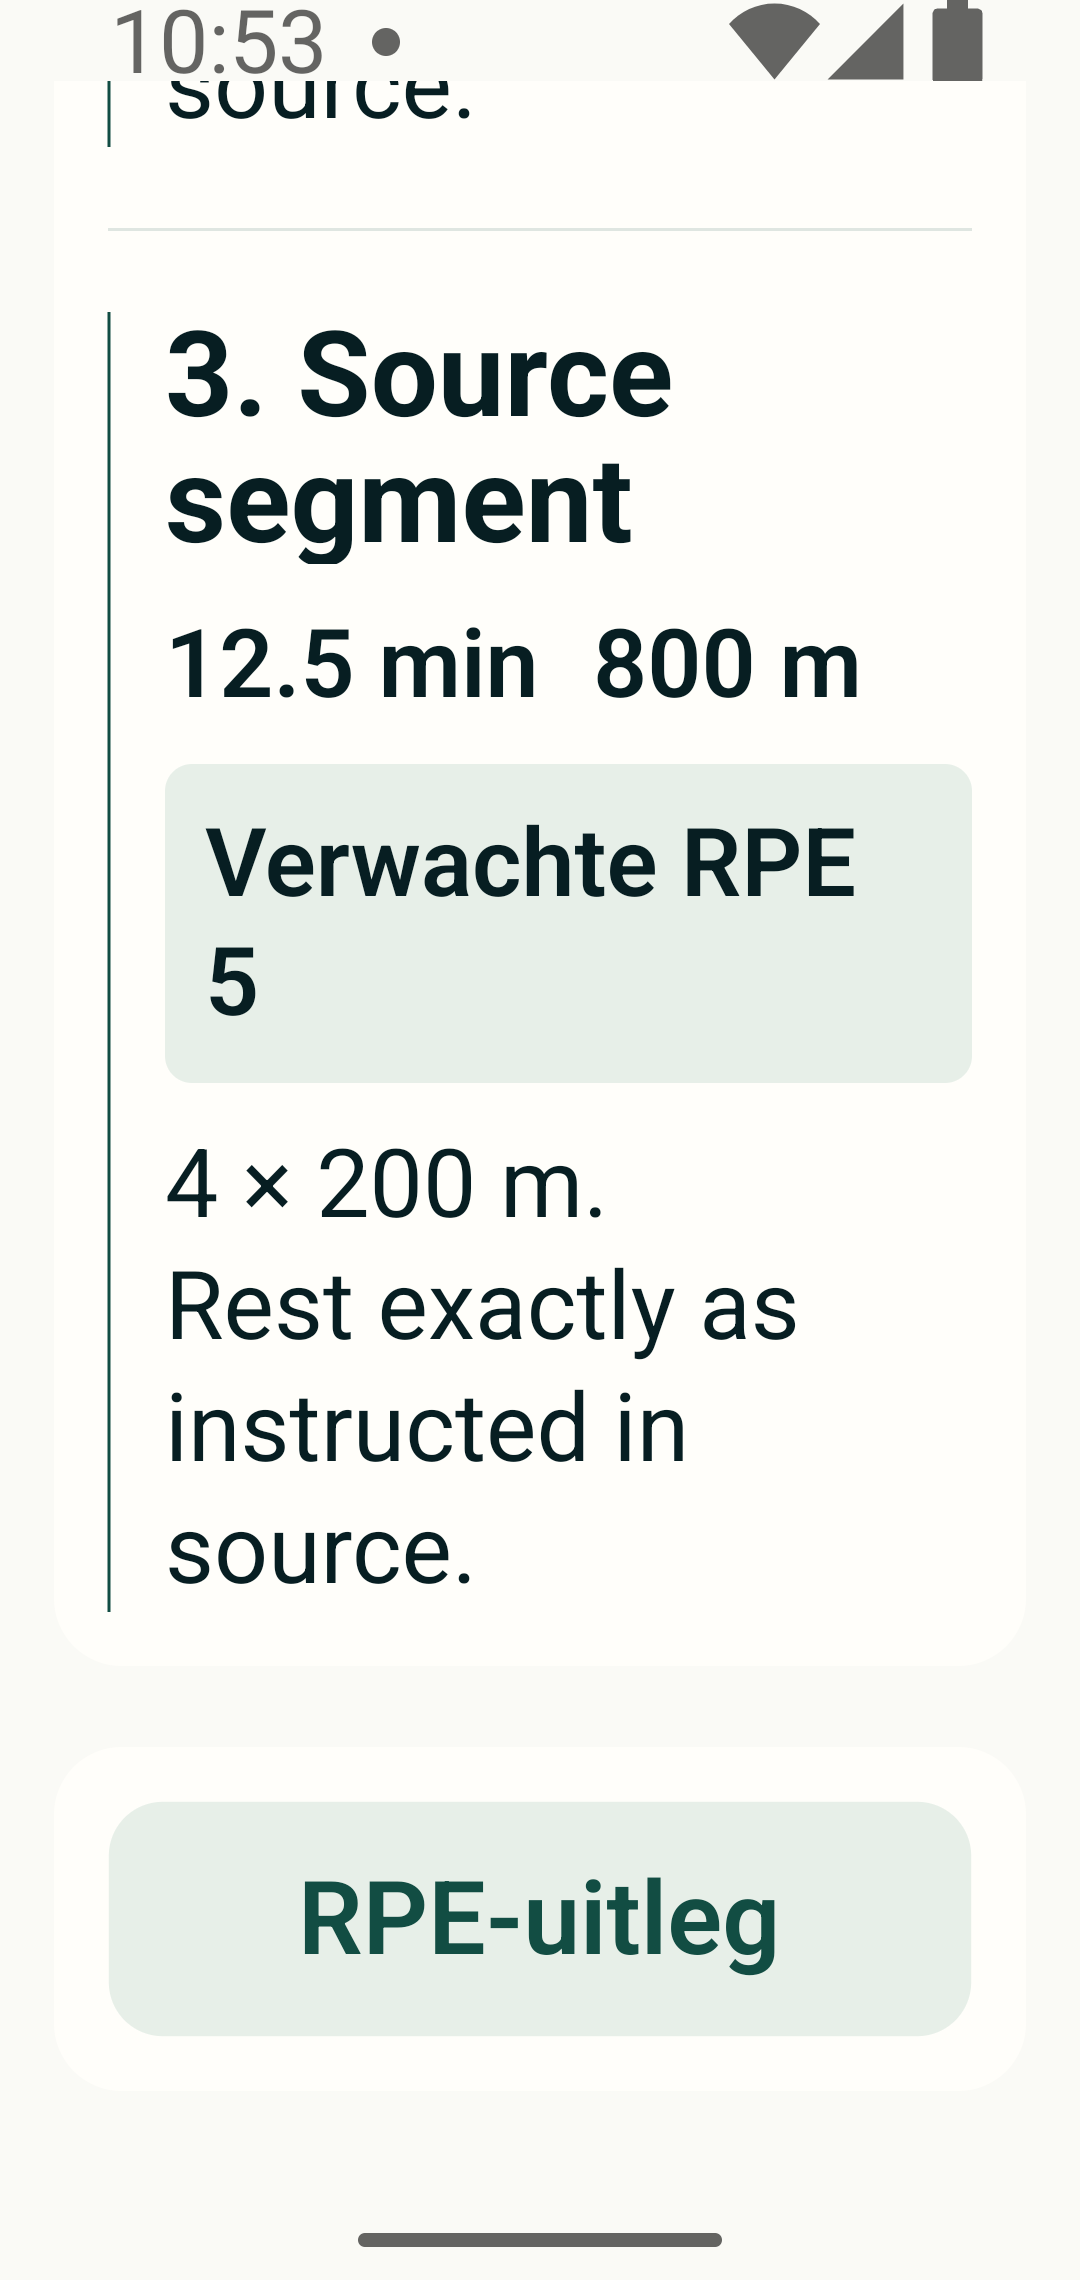 10:53
source.
3. Source
segment
12.5 min 800 m
Verwachte RPE
5
4 × 200 m.
Rest exactly as
instructed in
source.
RPE-uitleg